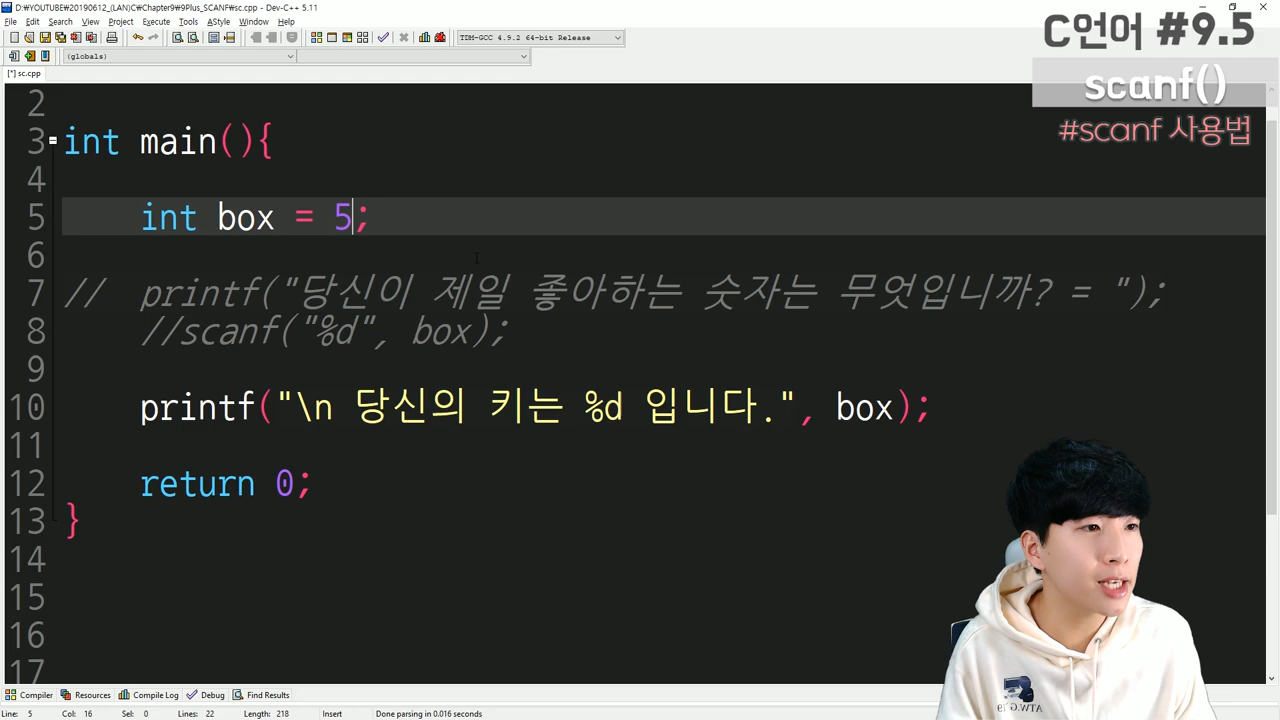 D:\YOUTUBE\20190612_(LAN)C\Chapter9#9Plus_SCANF#sc.cpp - Dev-C++ 5.11
File Edit Search View Project Execute Tools AStyle Window Help
TDM-GCC 4.9.2 64-bit Release
(globals)
[*] sc.cpp
C언어 #9.5
scanf()
#scanf 사용법
2
3 int main(){
4
5 int box = 5;
6
7 // printf("당신이 제일 좋아하는 숫자는 무엇입니까? = ");
8 //scanf("%d", box);
9
10 printf("\n 당신의 키는 %d 입니다.", box);
11
12 return 0;
13 }
14
15
16
17
ATW.G'19
Compiler Resources Compile Log Debug Find Results
Line: 5 Col: 16 Sel: 0 Lines: 22 Length: 218 Insert Done parsing in 0.016 seconds